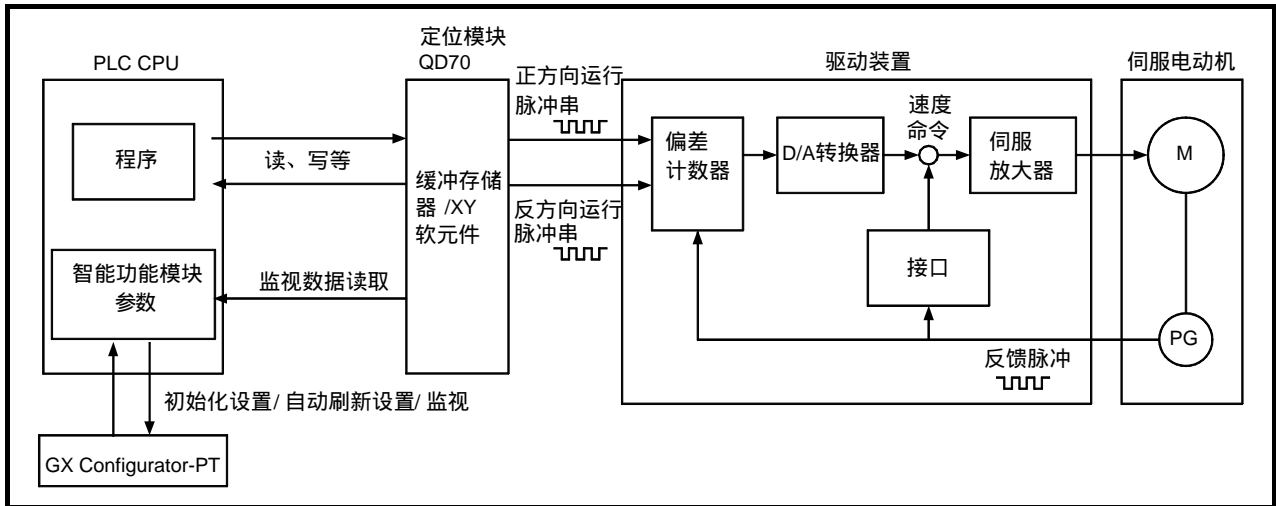 PLC CPU
定位模块
QD70
驱动装置
伺服电动机
程序
读、写等
智能功能模块
参数
监视数据读取
缓冲存储
器 /XY
软元件
正方向运行
脉冲串
反方向运行
脉冲串
偏差
计数器
D/A转换器
速度
命令
伺服
放大器
接口
反馈脉冲
M
PG
初始化设置/ 自动刷新设置/ 监视
GX Configurator-PT